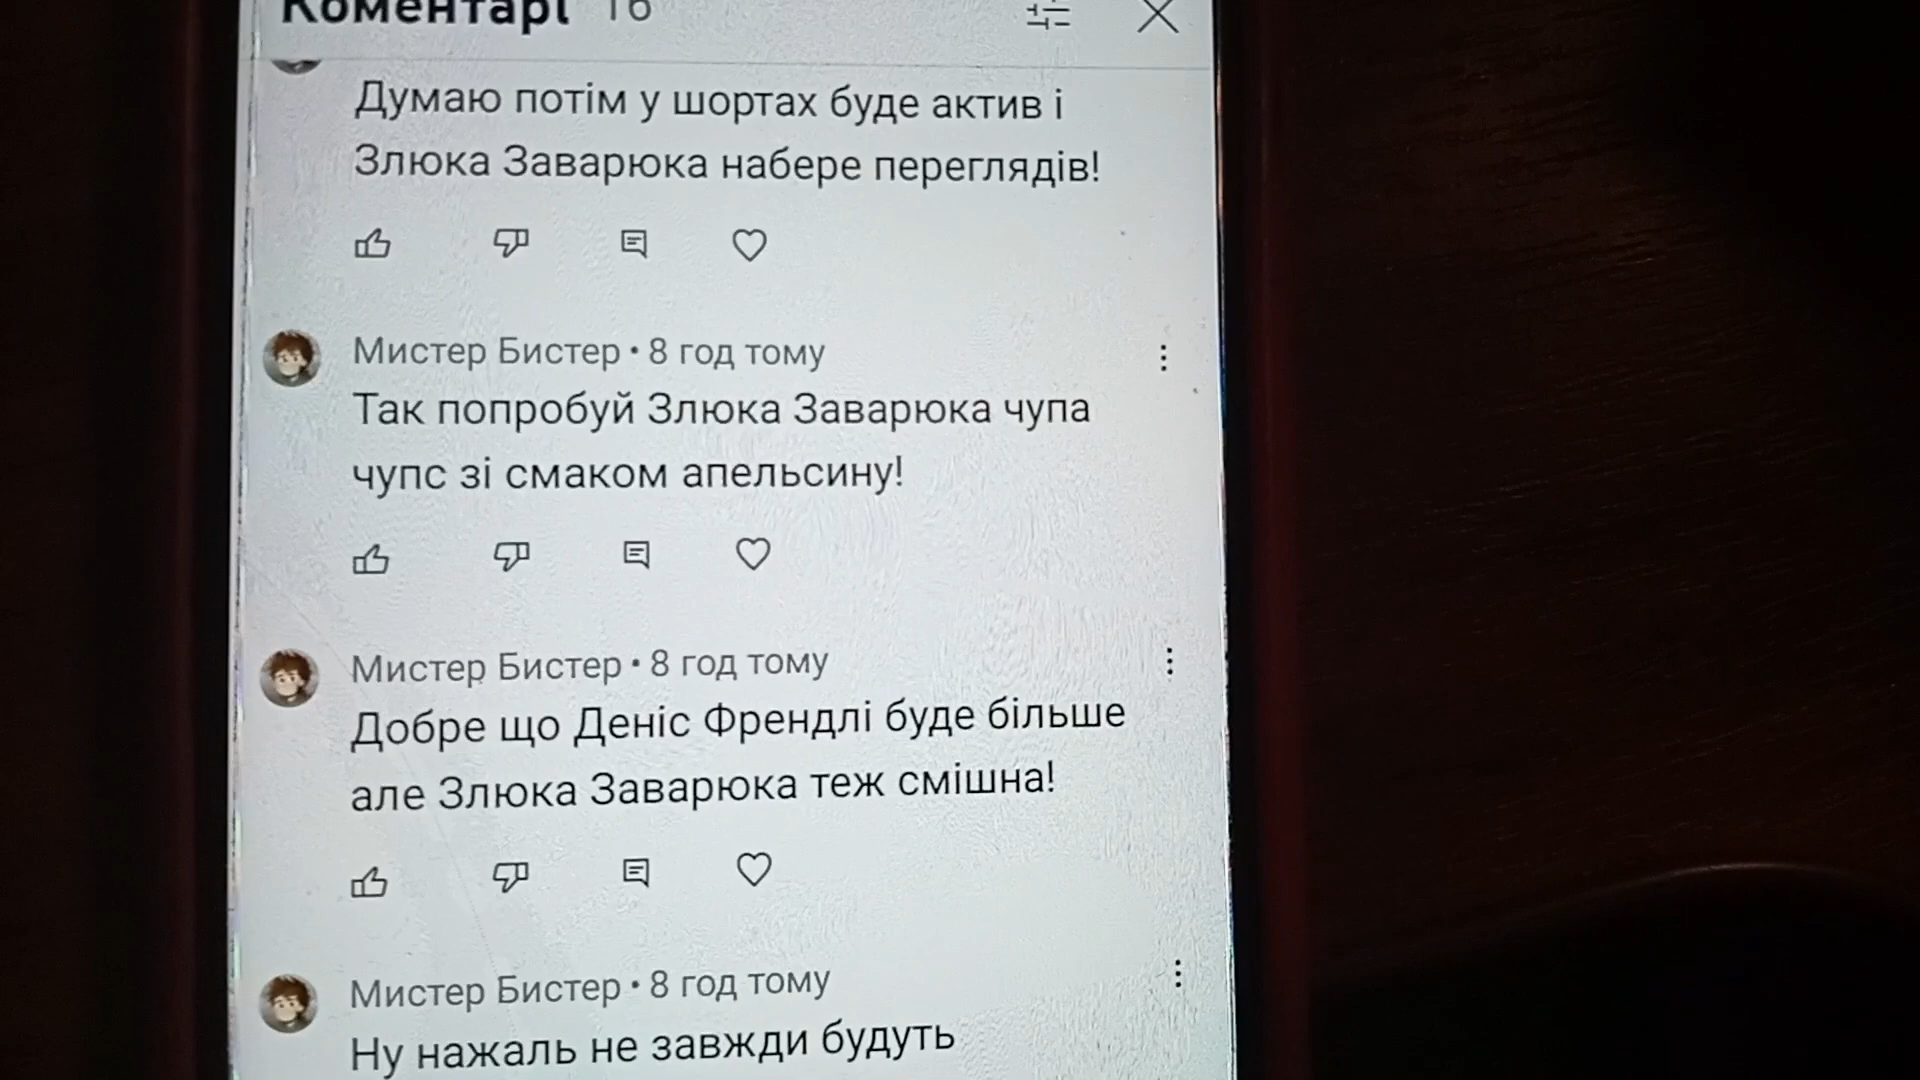 Коментарі 16
Думаю потім у шортах буде актив і
Злюка Заварюка набере переглядів!
Мистер Бистер • 8 год тому
Так попробуй Злюка Заварюка чупа
чупс зі смаком апельсину!
Мистер Бистер • 8 год тому
Добре що Деніс Френдлі буде більше
але Злюка Заварюка теж смішна!
Мистер Бистер • 8 год тому
Ну нажаль не завжди будуть